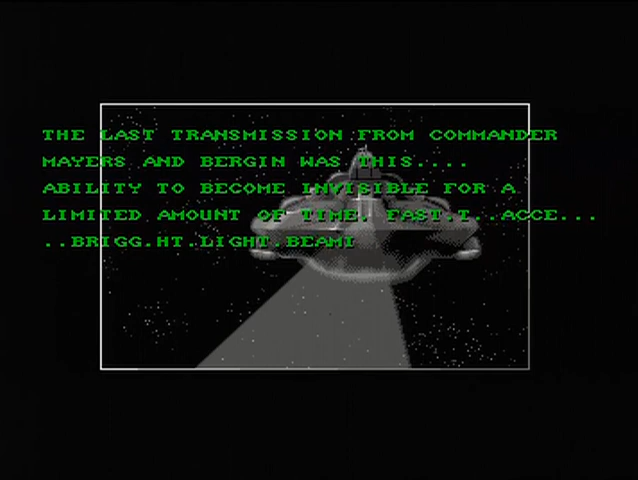 THE LAST TRANSMISSION FROM COMMANDER
MAYERS AND BERGIN WAS THIS....
ABILITY TO BECOME INVISIBLE FOR A
LIMITED AMOUNT OF TIME. FAST.T..ACCE...
..BRIGG.HT.LIGHT.BEAMI